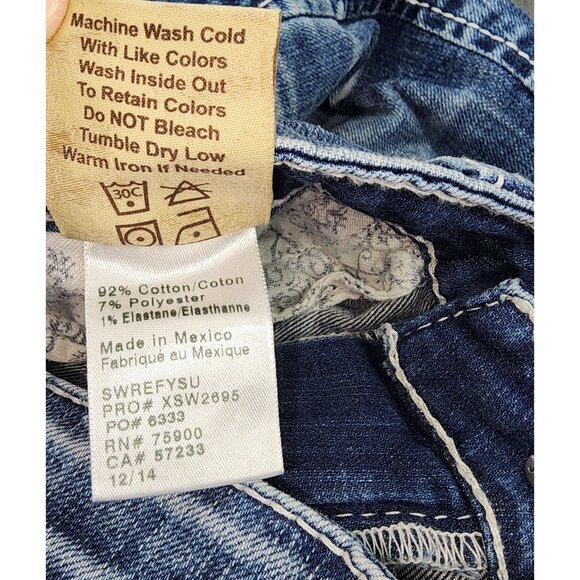 Machine Wash Cold
With Like Colors
Wash Inside Out
To Retain Colors
Do NOT Bleach
Tumble Dry Low
Warm Iron If Needed
30C
92% Cotton/Coton
7% Polyester
1% Elastane/Elasthanne
Made in Mexico
Fabriqué au Mexique
SWREFYSU
PRO# XSW2695
PO# 6333
RN# 75900
CA# 57233
12/14